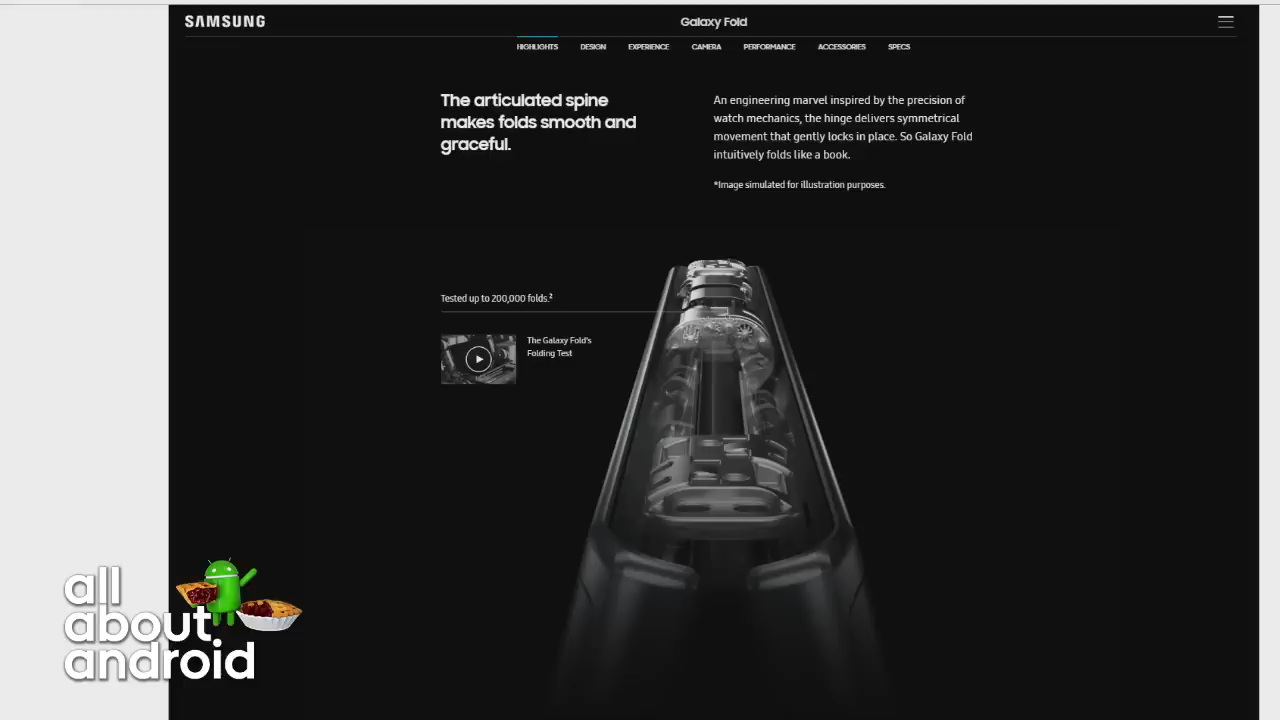 SAMSUNG
Galaxy Fold
HIGHLIGHTS DESIGN EXPERIENCE CAMERA PERFORMANCE ACCESSORIES SPECS
The articulated spine
makes folds smooth and
graceful.
An engineering marvel inspired by the precision of
watch mechanics, the hinge delivers symmetrical
movement that gently locks in place. So Galaxy Fold
intuitively folds like a book.
*Image simulated for illustration purposes.
Tested up to 200,000 folds.²
The Galaxy Fold's
Folding Test
all
about
android